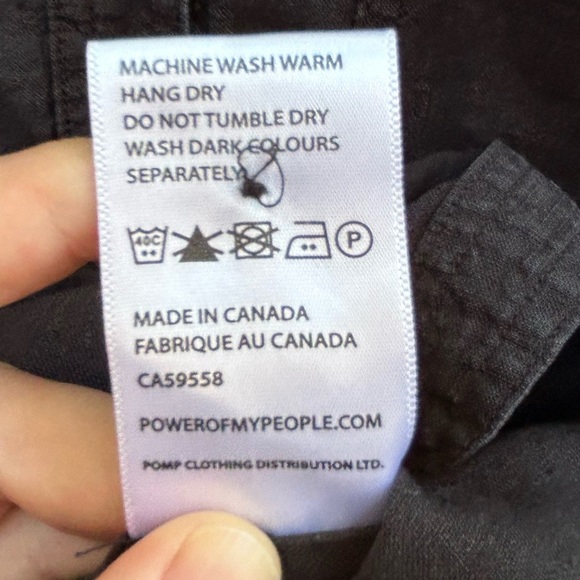 MACHINE WASH WARM
HANG DRY
DO NOT TUMBLE DRY
WASH DARK COLOURS
SEPARATELY
40C P
MADE IN CANADA
FABRIQUE AU CANADA
CA59558
POWEROFMYPEOPLE.COM
POMP CLOTHING DISTRIBUTION LTD.